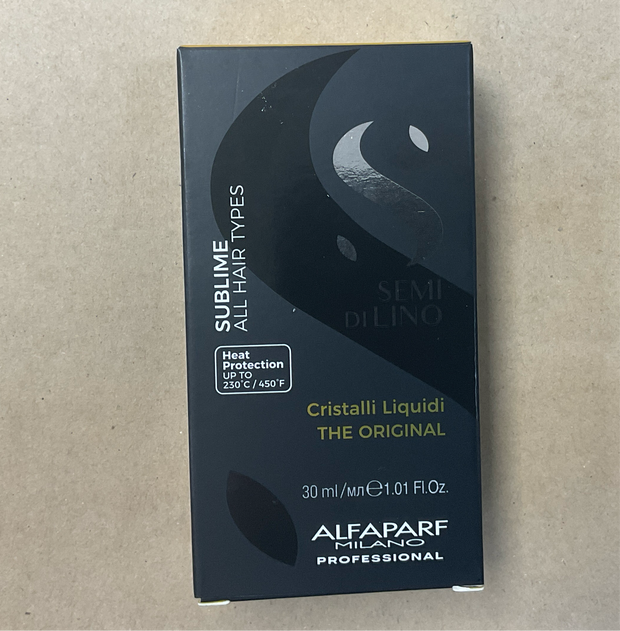 SUBLIME
ALL HAIR TYPES
Heat
Protection
UP TO
230°C / 450°F
SEMI
DI LINO
Cristalli Liquidi
THE ORIGINAL
30 ml/мл℮1.01 Fl.Oz.
ALFAPARF
MILANO
PROFESSIONAL